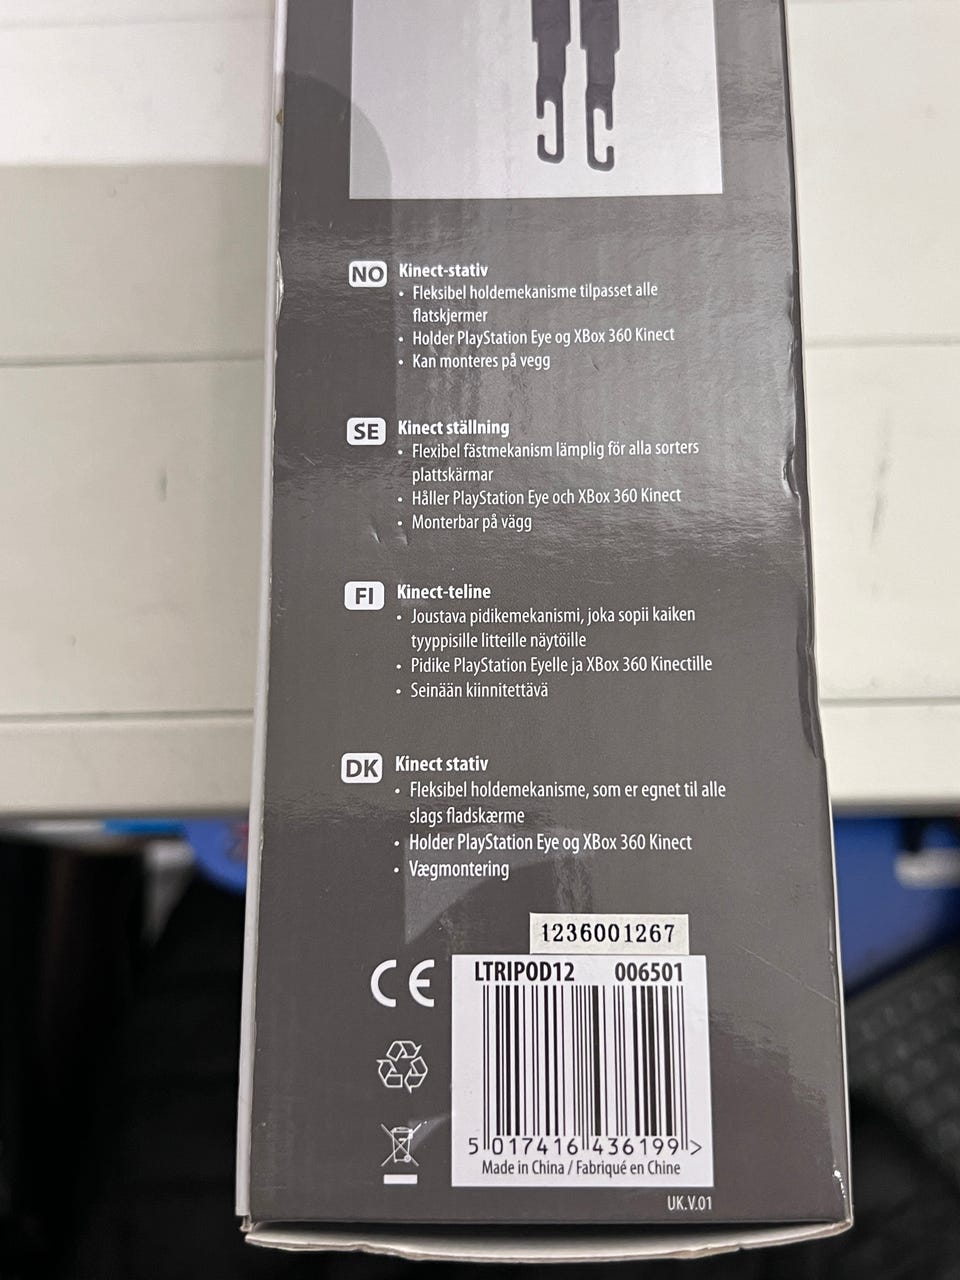 NO Kinect-stativ
• Fleksibel holdemekanisme tilpasset alle
flatskjermer
• Holder PlayStation Eye og XBox 360 Kinect
• Kan monteres på vegg
SE Kinect ställning
• Flexibel fästmekanism lämplig för alla sorters
plattskärmar
• Håller PlayStation Eye och XBox 360 Kinect
• Monterbar på vägg
FI Kinect-teline
• Joustava pidikemekanismi, joka sopii kaiken
tyyppisille litteille näytöille
• Pidike PlayStation Eyelle ja XBox 360 Kinectille
• Seinään kiinnitettävä
DK Kinect stativ
• Fleksibel holdemekanisme, som er egnet til alle
slags fladskærme
• Holder PlayStation Eye og XBox 360 Kinect
• Vægmontering
1236001267
CE
LTRIPOD12 006501
5 017416 436199 >
Made in China / Fabriqué en Chine
UK.V.01